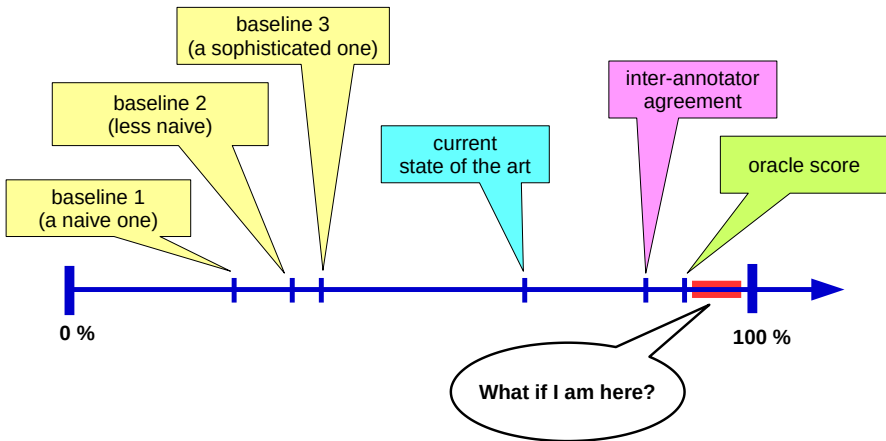 baseline 3
(a sophisticated one)
baseline 2
(less naive)
baseline 1
(a naive one)
current
state of the art
inter-annotator
agreement
oracle score
0 %
100 %
What if I am here?